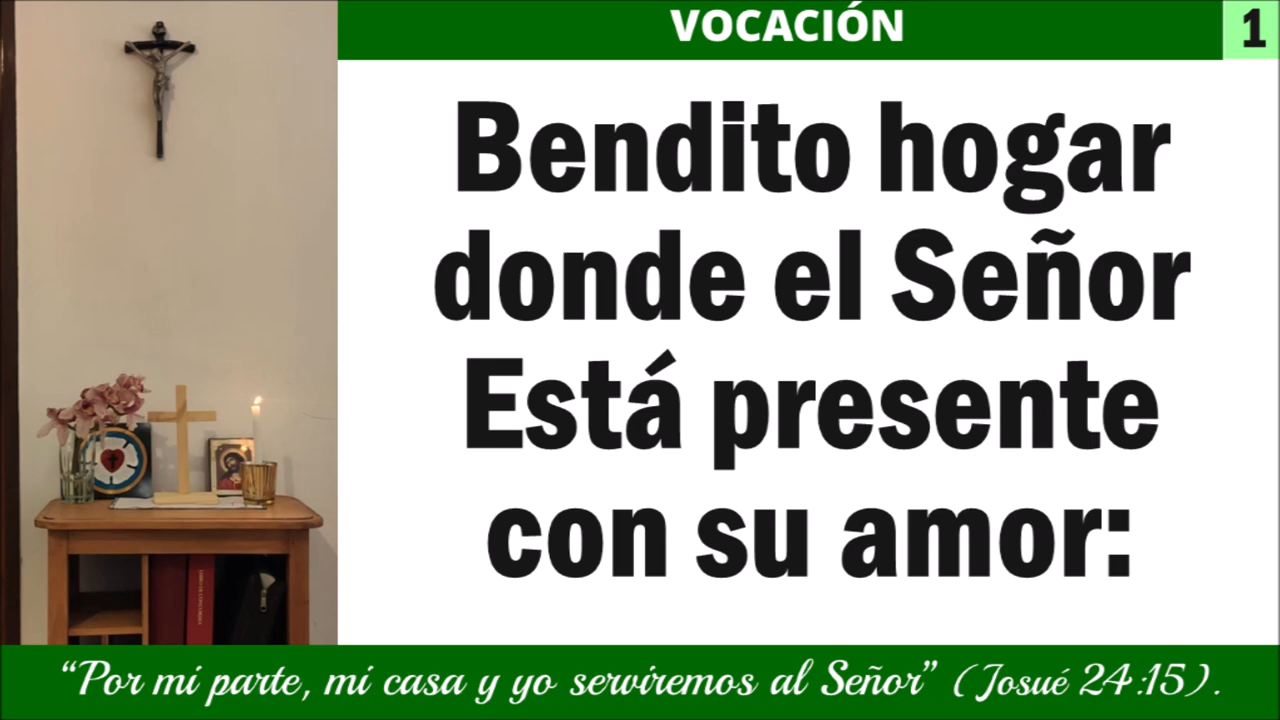 VOCACIÓN
1
Bendito hogar
donde el Señor
Está presente
con su amor:
“Por mi parte, mi casa y yo serviremos al Señor” (Josué 24:15).